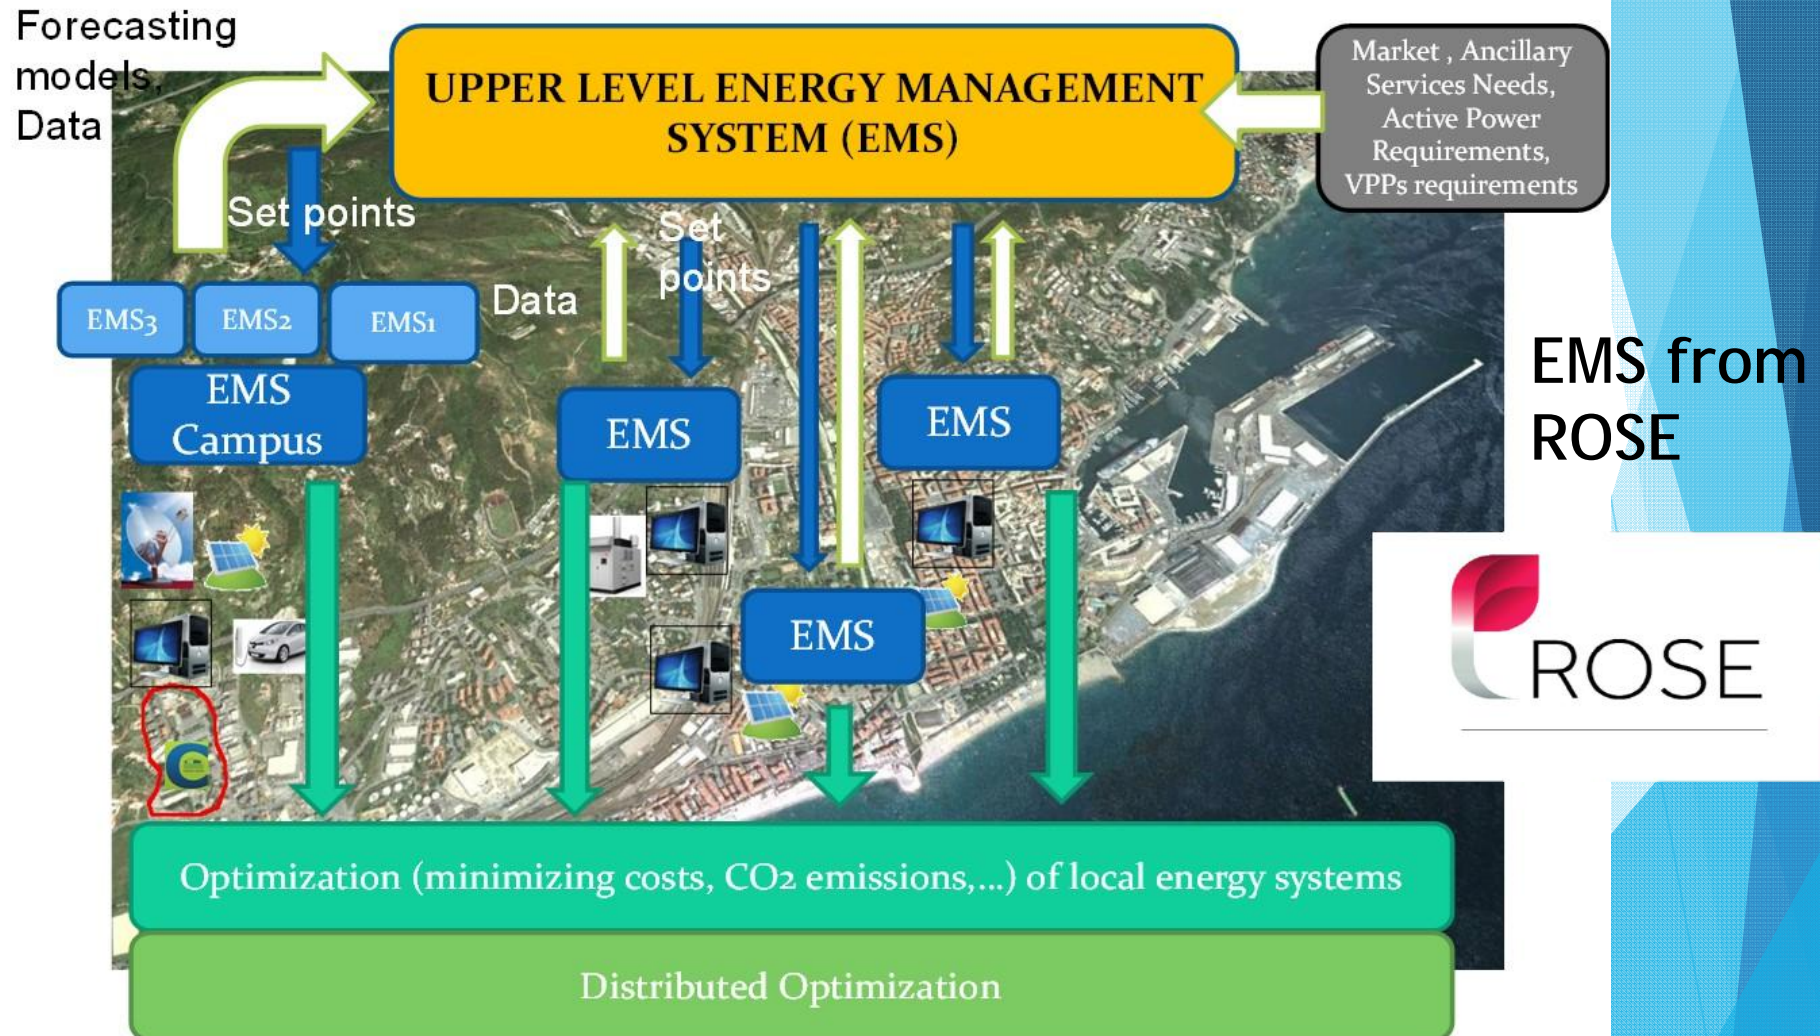 Forecasting
models,
Data
UPPER LEVEL ENERGY MANAGEMENT
SYSTEM (EMS)
Market , Ancillary
Services Needs,
Active Power
Requirements,
VPPs requirements
Set points
Set
points
Data
EMS3
EMS2
EMS1
EMS
Campus
EMS
EMS
EMS
EMS from
ROSE
ROSE
Optimization (minimizing costs, CO2 emissions,...) of local energy systems
Distributed Optimization